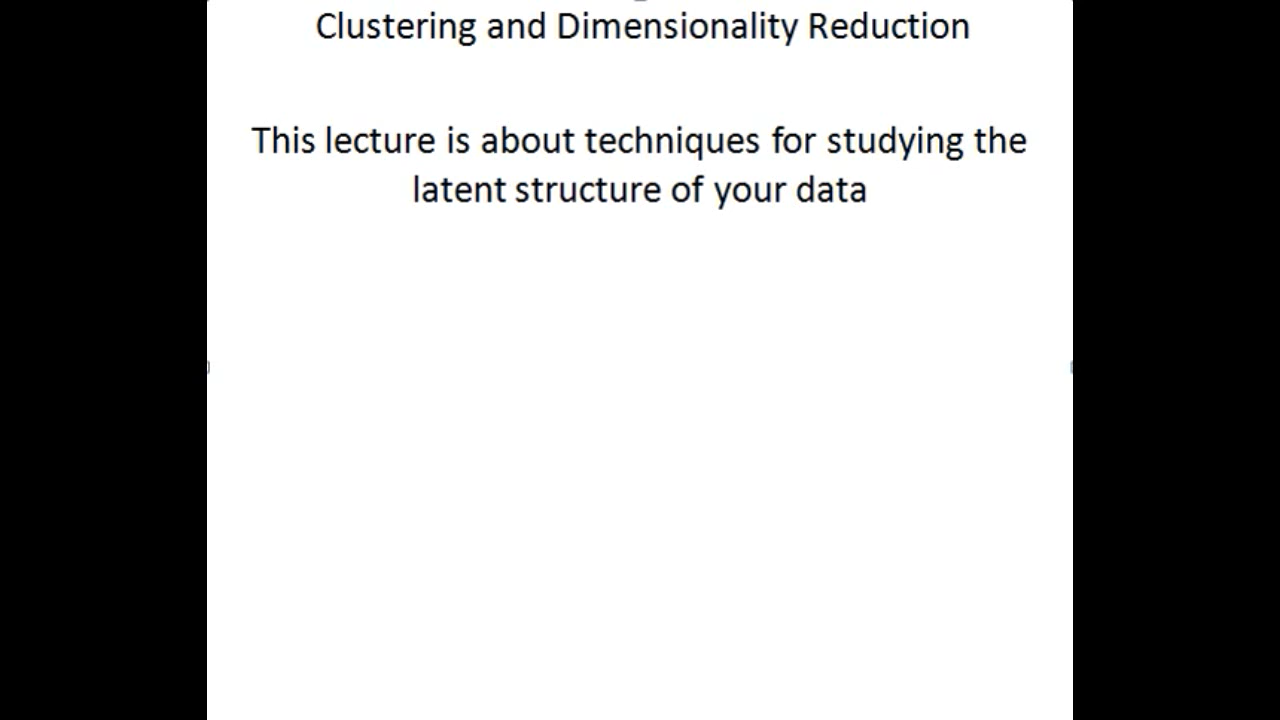 Clustering and Dimensionality Reduction
This lecture is about techniques for studying the
latent structure of your data